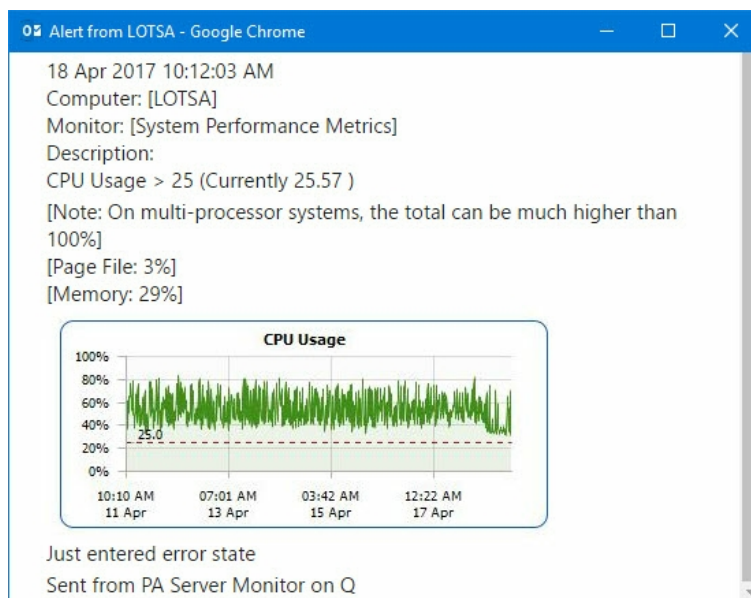 Alert from LOTSA - Google Chrome
18 Apr 2017 10:12:03 AM
Computer: [LOTSA]
Monitor: [System Performance Metrics]
Description:
CPU Usage > 25 (Currently 25.57 )
[Note: On multi-processor systems, the total can be much higher than
100%]
[Page File: 3%]
[Memory: 29%]
CPU Usage
100%
80%
60%
40%
25.0
20%
0%
10:10 AM 07:01 AM 03:42 AM 12:22 AM
11 Apr 13 Apr 15 Apr 17 Apr
Just entered error state
Sent from PA Server Monitor on Q